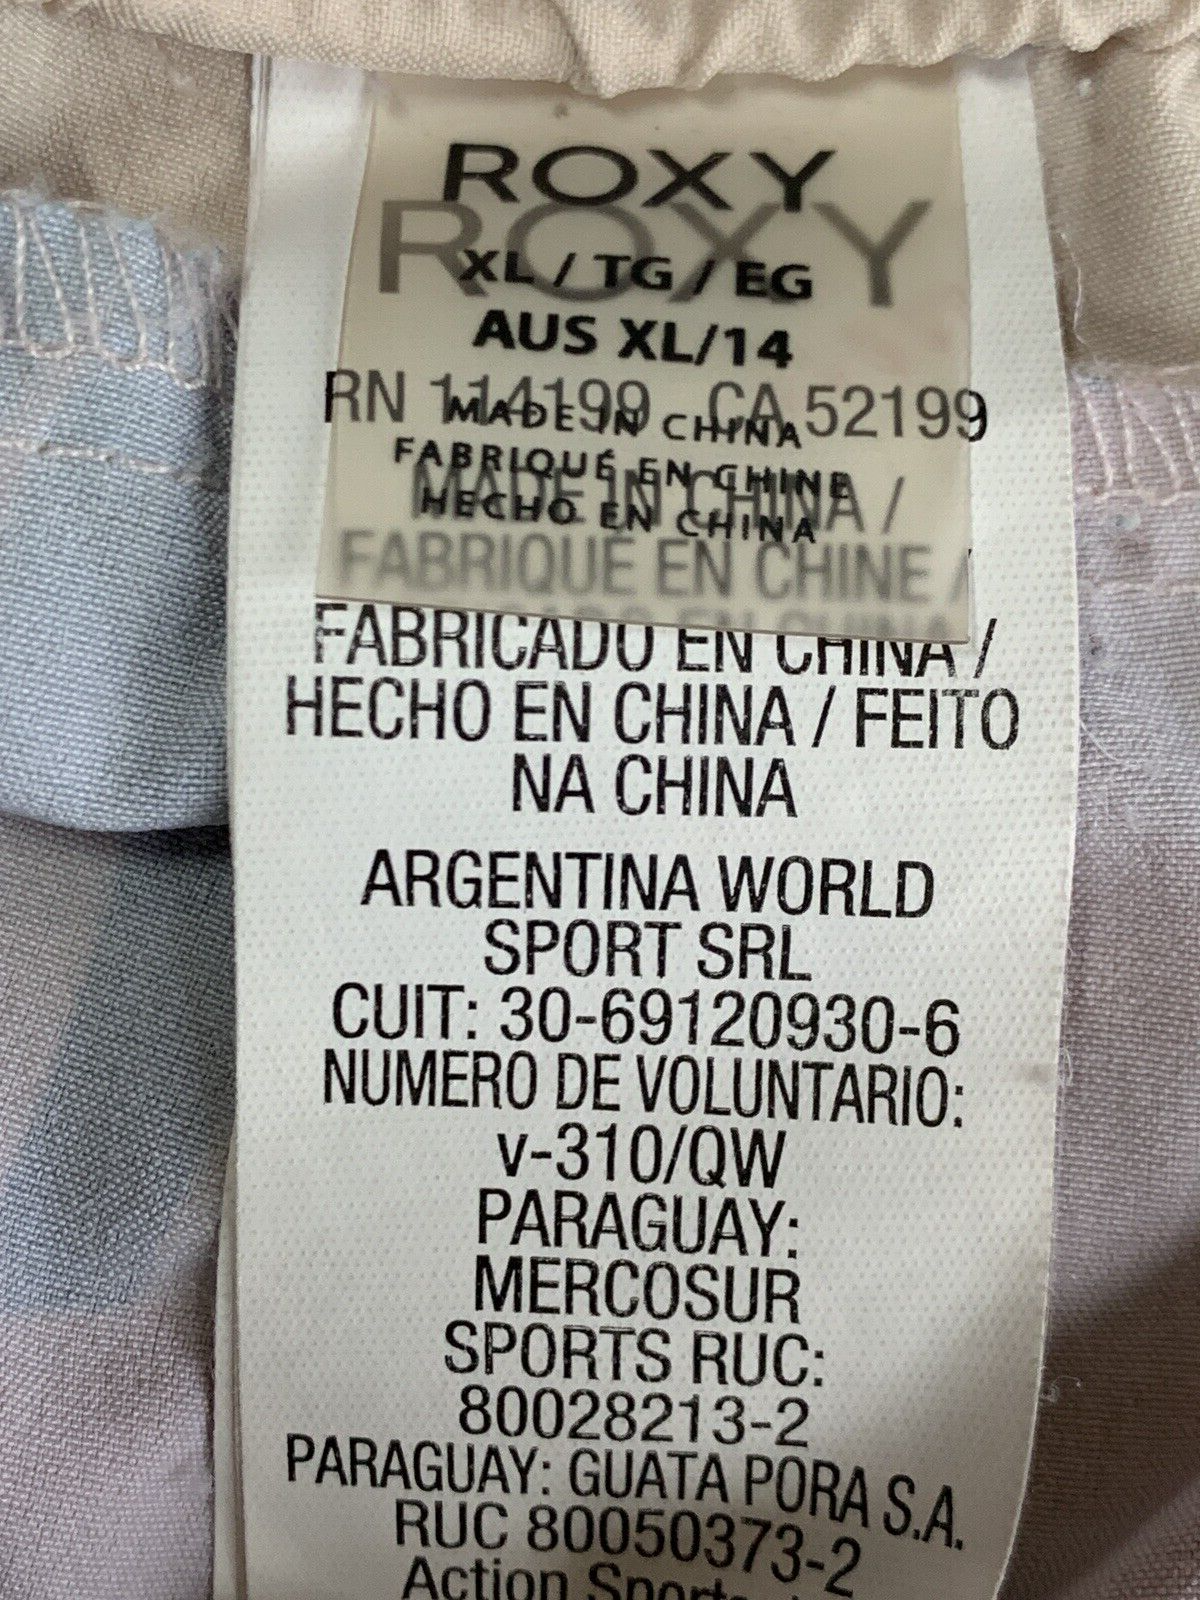 ROXY
XL / TG / EG
AUS XL/14
MADE IN CHINA
FABRIQUÉ EN CHINE
HECHO EN CHINA
ROXY
RN 114199 CA 52199
MADE IN CHINA /
FABRIQUÉ EN CHINE /
FABRICADO EN CHINA /
HECHO EN CHINA / FEITO
NA CHINA
ARGENTINA WORLD
SPORT SRL
CUIT: 30-69120930-6
NUMERO DE VOLUNTARIO:
v-310/QW
PARAGUAY:
MERCOSUR
SPORTS RUC:
80028213-2
PARAGUAY: GUATA PORA S.A.
RUC 80050373-2
Action Sports